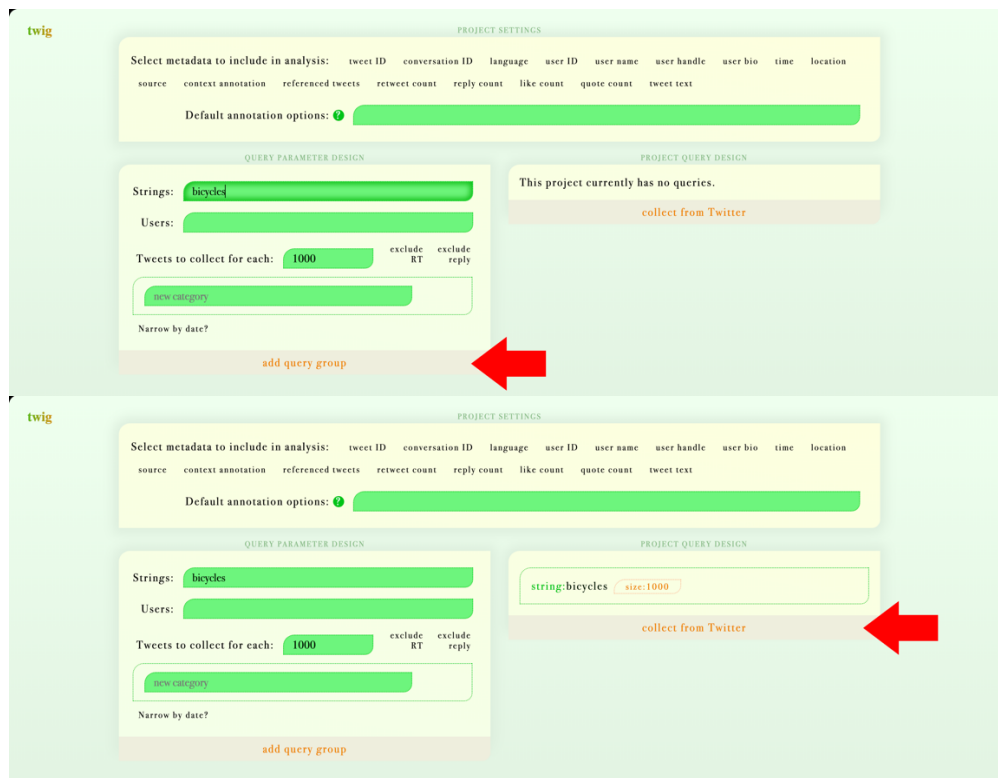 twig
PROJECT SETTINGS
Select metadata to include in analysis: tweet ID conversation ID language user ID user name user handle user bio time location
source context annotation referenced tweets retweet count reply count like count quote count tweet text
Default annotation options: ?
QUERY PARAMETER DESIGN
Strings: bicycles
Users:
Tweets to collect for each: 1000 exclude RT exclude reply
new category
Narrow by date?
add query group
PROJECT QUERY DESIGN
This project currently has no queries.
collect from Twitter
twig
PROJECT SETTINGS
Select metadata to include in analysis: tweet ID conversation ID language user ID user name user handle user bio time location
source context annotation referenced tweets retweet count reply count like count quote count tweet text
Default annotation options: ?
QUERY PARAMETER DESIGN
Strings: bicycles
Users:
Tweets to collect for each: 1000 exclude RT exclude reply
new category
Narrow by date?
add query group
PROJECT QUERY DESIGN
string:bicycles size:1000
collect from Twitter